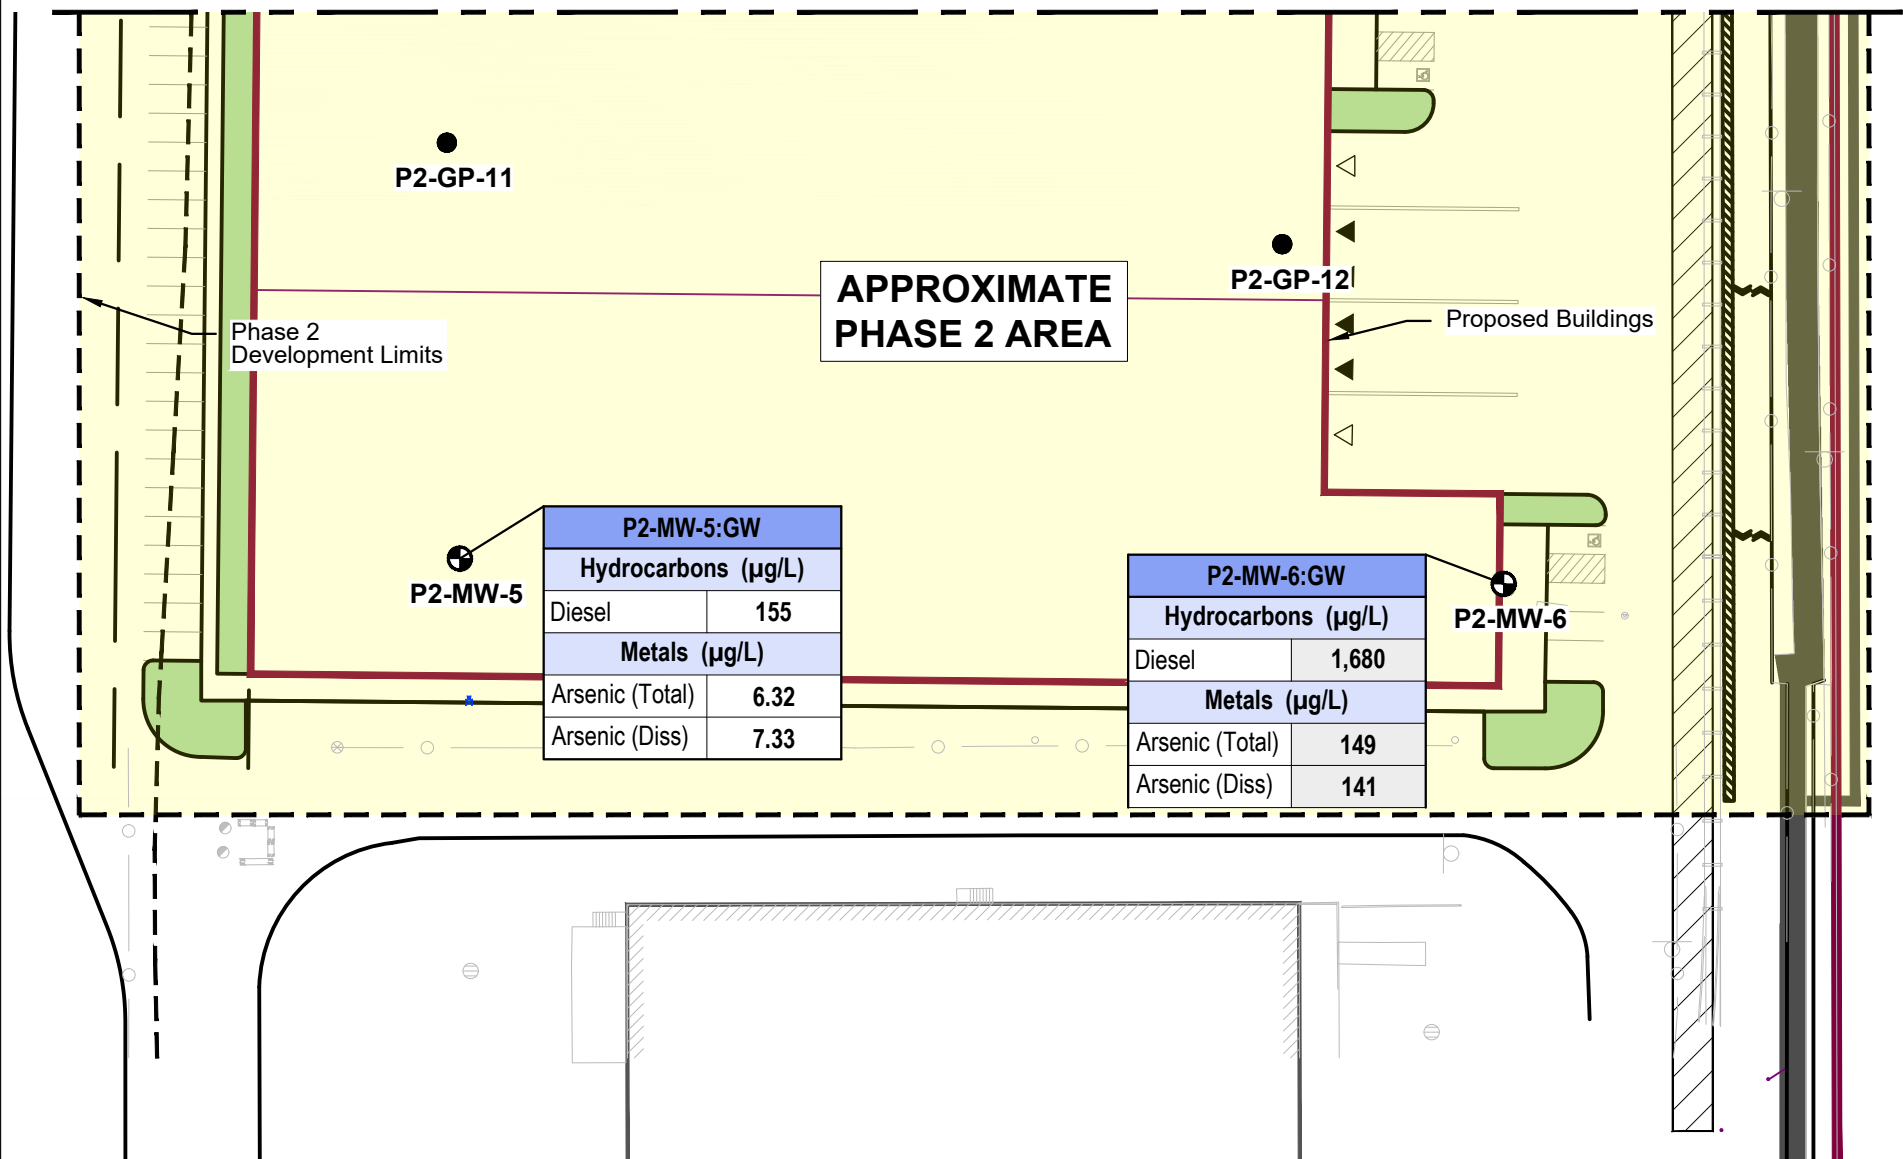 P2-GP-11
P2-GP-12
APPROXIMATE
PHASE 2 AREA
Phase 2
Development Limits
Proposed Buildings
P2-MW-5
P2-MW-5:GW
Hydrocarbons (µg/L)
Diesel 155
Metals (µg/L)
Arsenic (Total) 6.32
Arsenic (Diss) 7.33
P2-MW-6:GW
Hydrocarbons (µg/L)
Diesel 1,680
Metals (µg/L)
Arsenic (Total) 149
Arsenic (Diss) 141
P2-MW-6